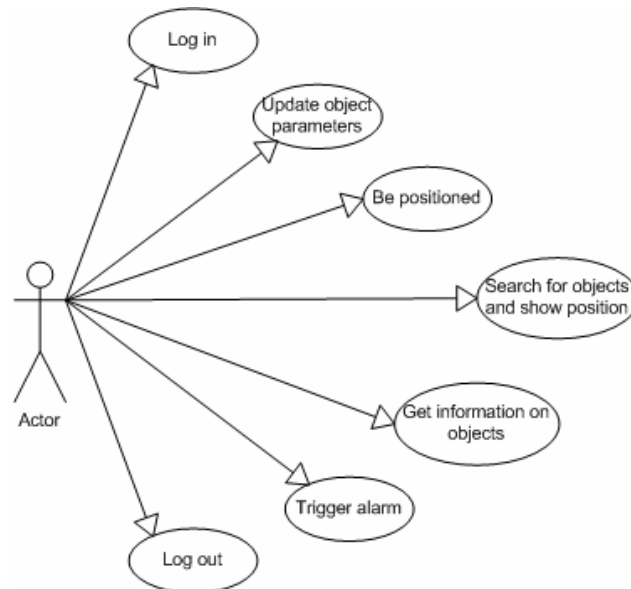 Log in
Update object
parameters
Be positioned
Search for objects
and show position
Actor
Get information on
objects
Trigger alarm
Log out